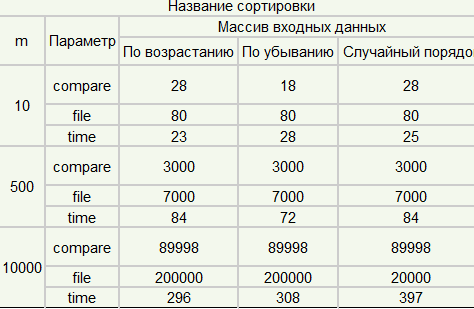 Название сортировки
m Параметр Массив входных данных
По возрастанию По убыванию Случайный порядо
10 compare 28 18 28
file 80 80 80
time 23 28 25
500 compare 3000 3000 3000
file 7000 7000 7000
time 84 72 84
10000 compare 89998 89998 89998
file 200000 200000 20000
time 296 308 397